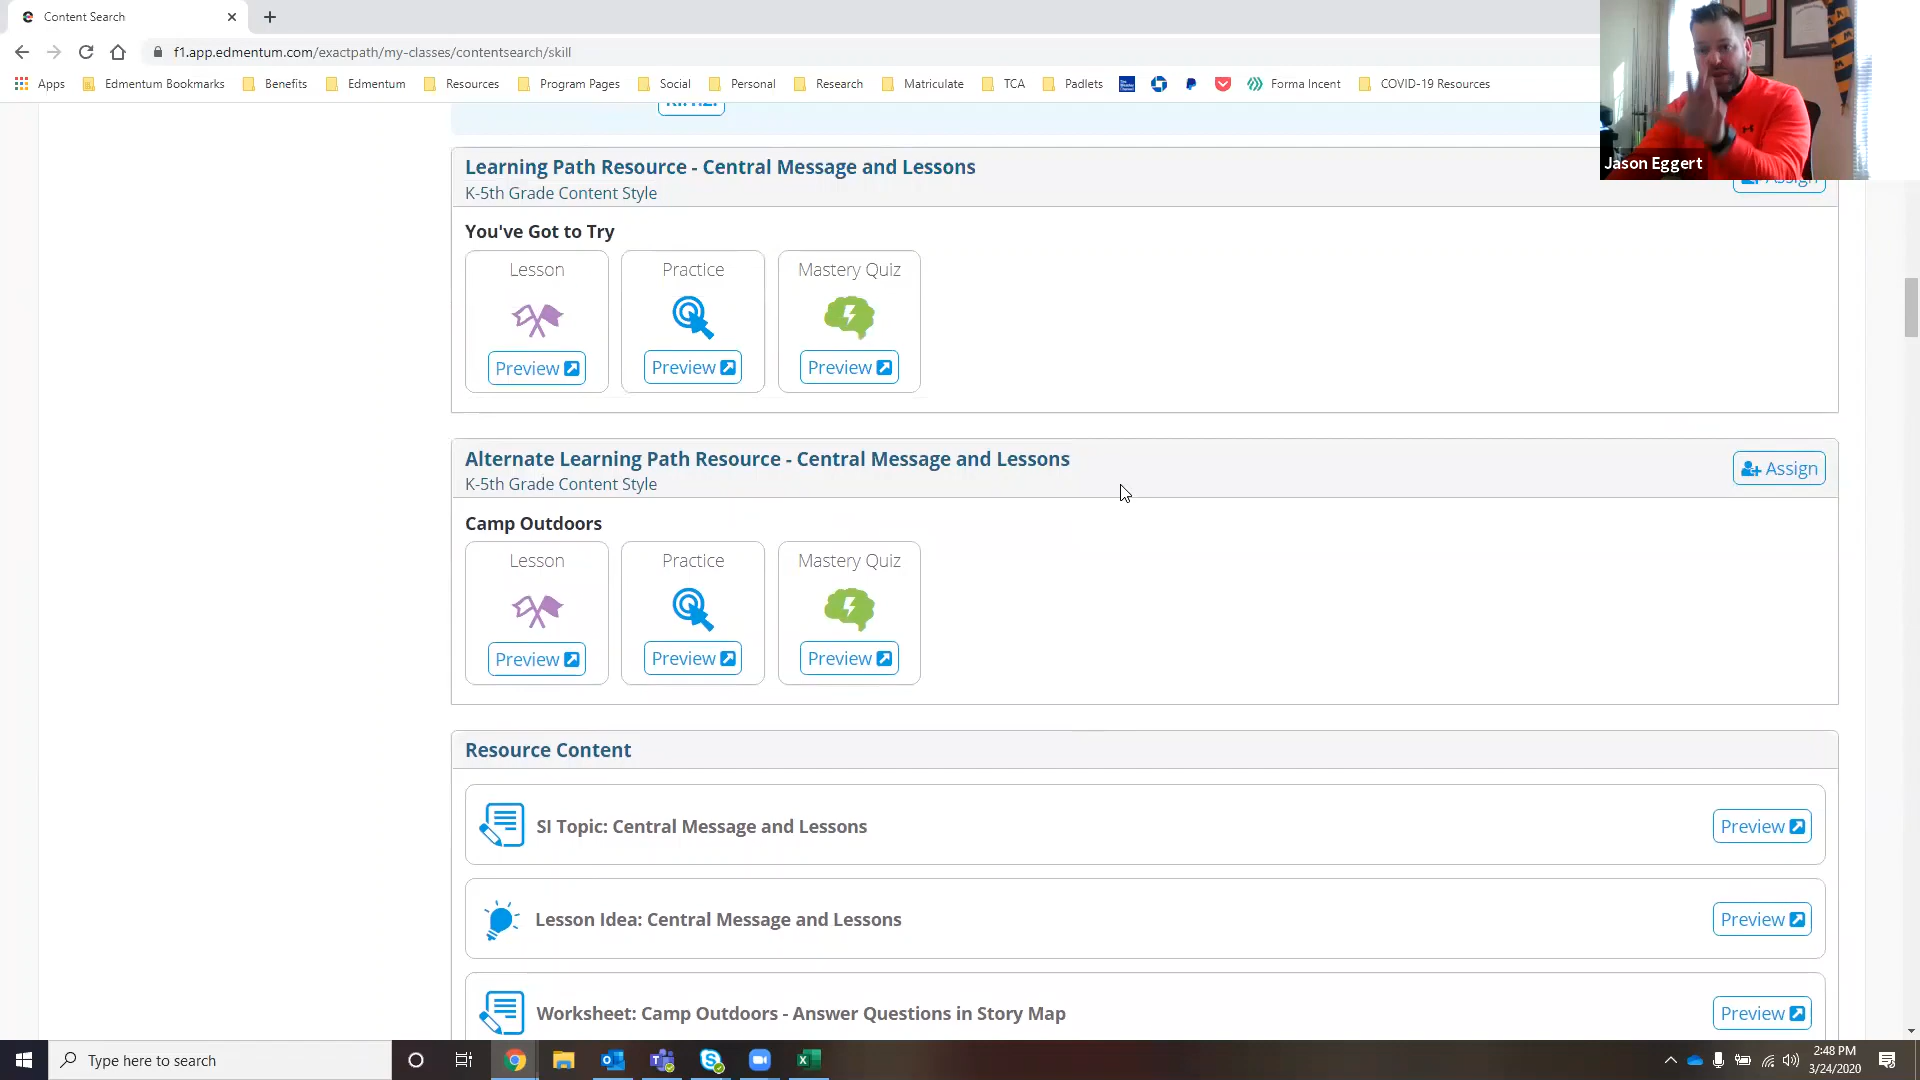 Content Search
f1.app.edmentum.com/exactpath/my-classes/contentsearch/skill
Apps Edmentum Bookmarks Benefits Edmentum Resources Program Pages Social Personal Research Matriculate TCA Padlets Forma Incent COVID-19 Resources
Jason Eggert
Learning Path Resource - Central Message and Lessons
K-5th Grade Content Style
Assign
You've Got to Try
Lesson Practice Mastery Quiz
Preview Preview Preview
Alternate Learning Path Resource - Central Message and Lessons
K-5th Grade Content Style
Assign
Camp Outdoors
Lesson Practice Mastery Quiz
Preview Preview Preview
Resource Content
SI Topic: Central Message and Lessons Preview
Lesson Idea: Central Message and Lessons Preview
Worksheet: Camp Outdoors - Answer Questions in Story Map Preview
Type here to search
2:48 PM
3/24/2020